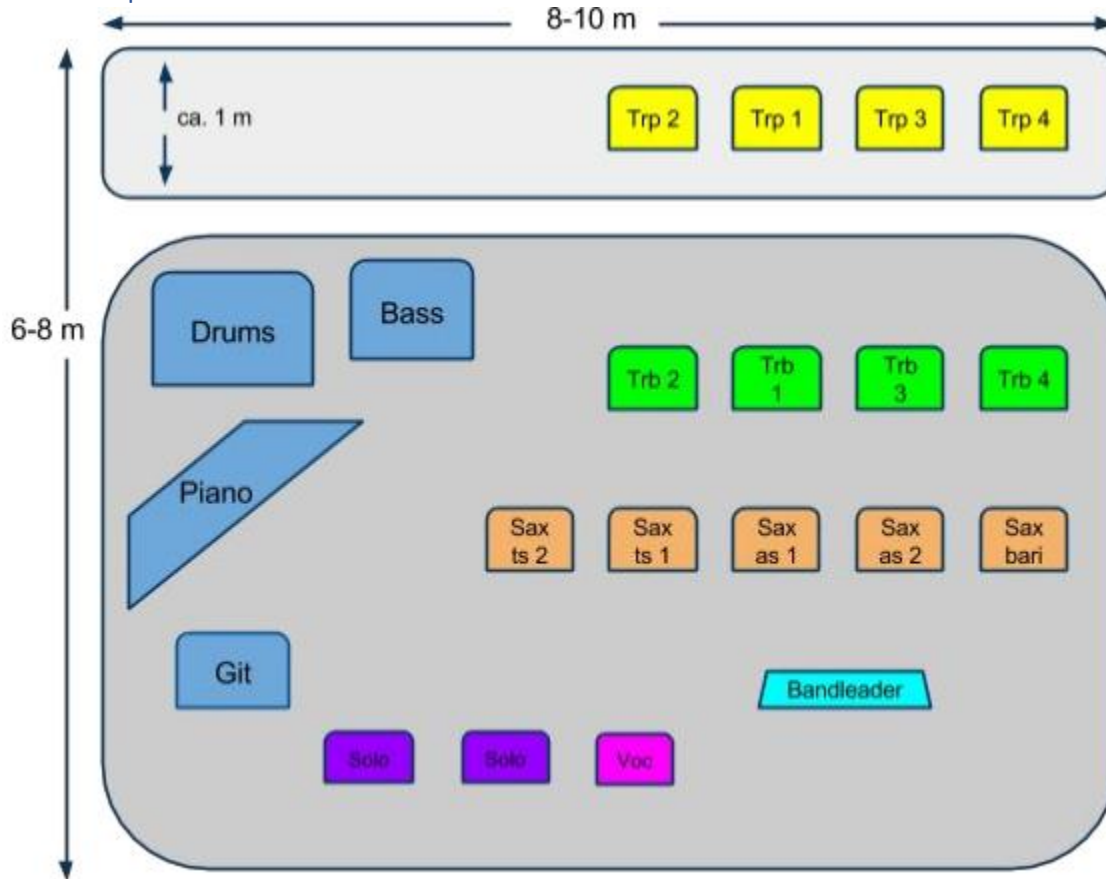 8-10 m
ca. 1 m
Trp 2
Trp 1
Trp 3
Trp 4
6-8 m
Drums
Bass
Trb 2
Trb
1
Trb
3
Trb 4
Piano
Sax
ts 2
Sax
ts 1
Sax
as 1
Sax
as 2
Sax
bari
Git
Bandleader
Solo
Solo
Voc